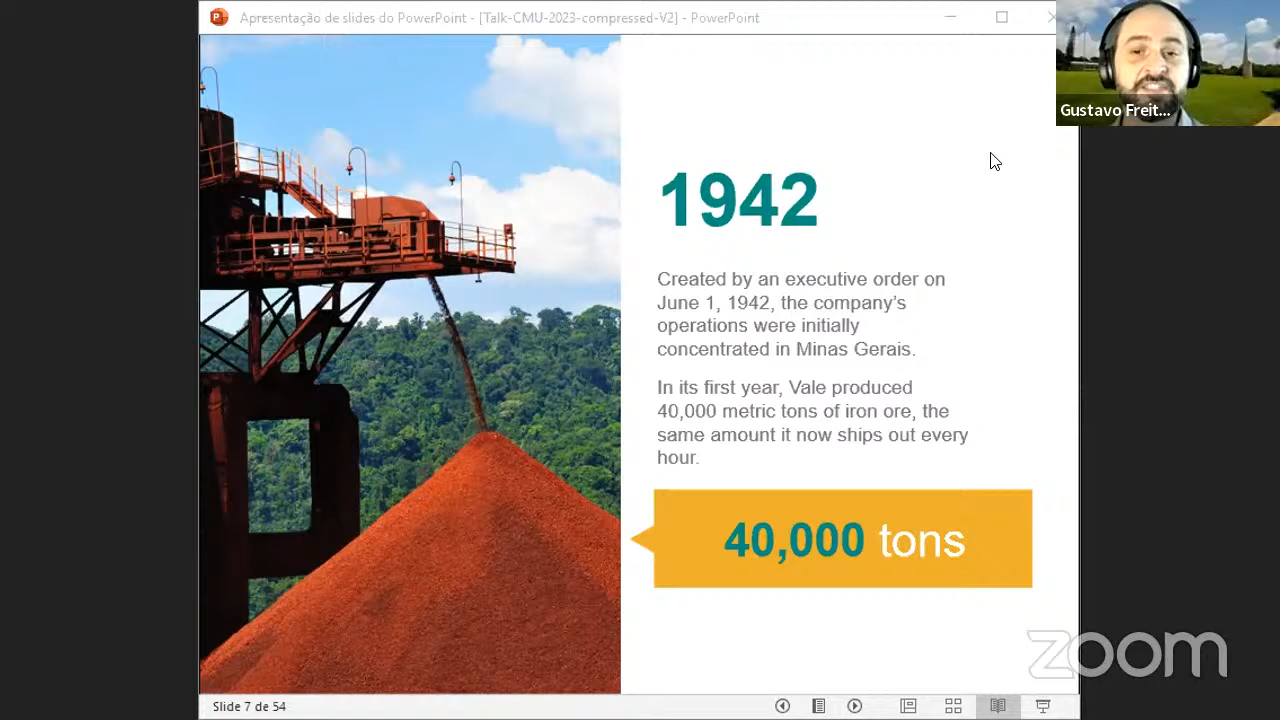 Apresentação de slides do PowerPoint - [Talk-CMU-2023-compressed-V2] - PowerPoint
Gustavo Freit...
1942
Created by an executive order on
June 1, 1942, the company's
operations were initially
concentrated in Minas Gerais.
In its first year, Vale produced
40,000 metric tons of iron ore, the
same amount it now ships out every
hour.
40,000 tons
zoom
Slide 7 de 54